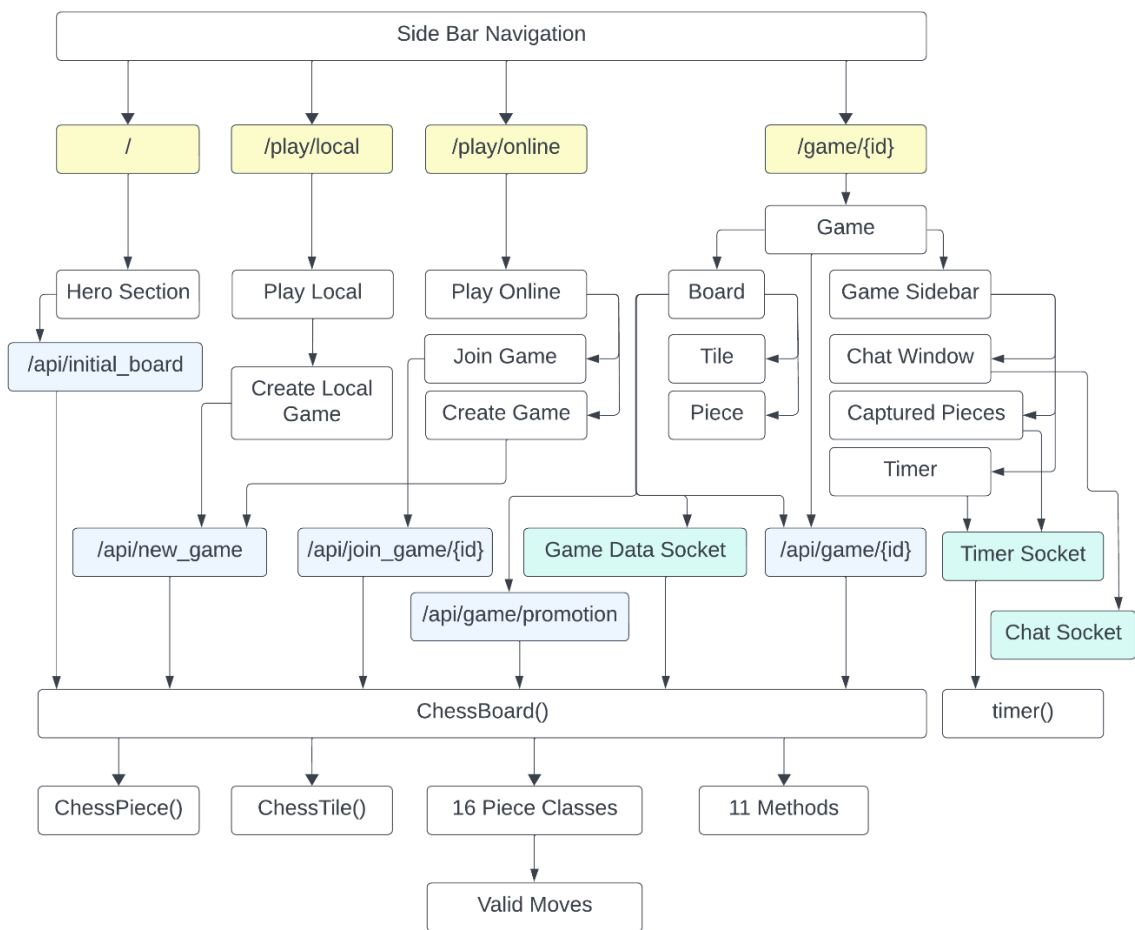 Side Bar Navigation
/
/play/local
/play/online
/game/{id}
Game
Hero Section
Play Local
Play Online
Board
Game Sidebar
/api/initial_board
Join Game
Tile
Chat Window
Create Local
Game
Create Game
Piece
Captured Pieces
Timer
/api/new_game
/api/join_game/{id}
Game Data Socket
/api/game/{id}
Timer Socket
/api/game/promotion
Chat Socket
ChessBoard()
timer()
ChessPiece()
ChessTile()
16 Piece Classes
11 Methods
Valid Moves